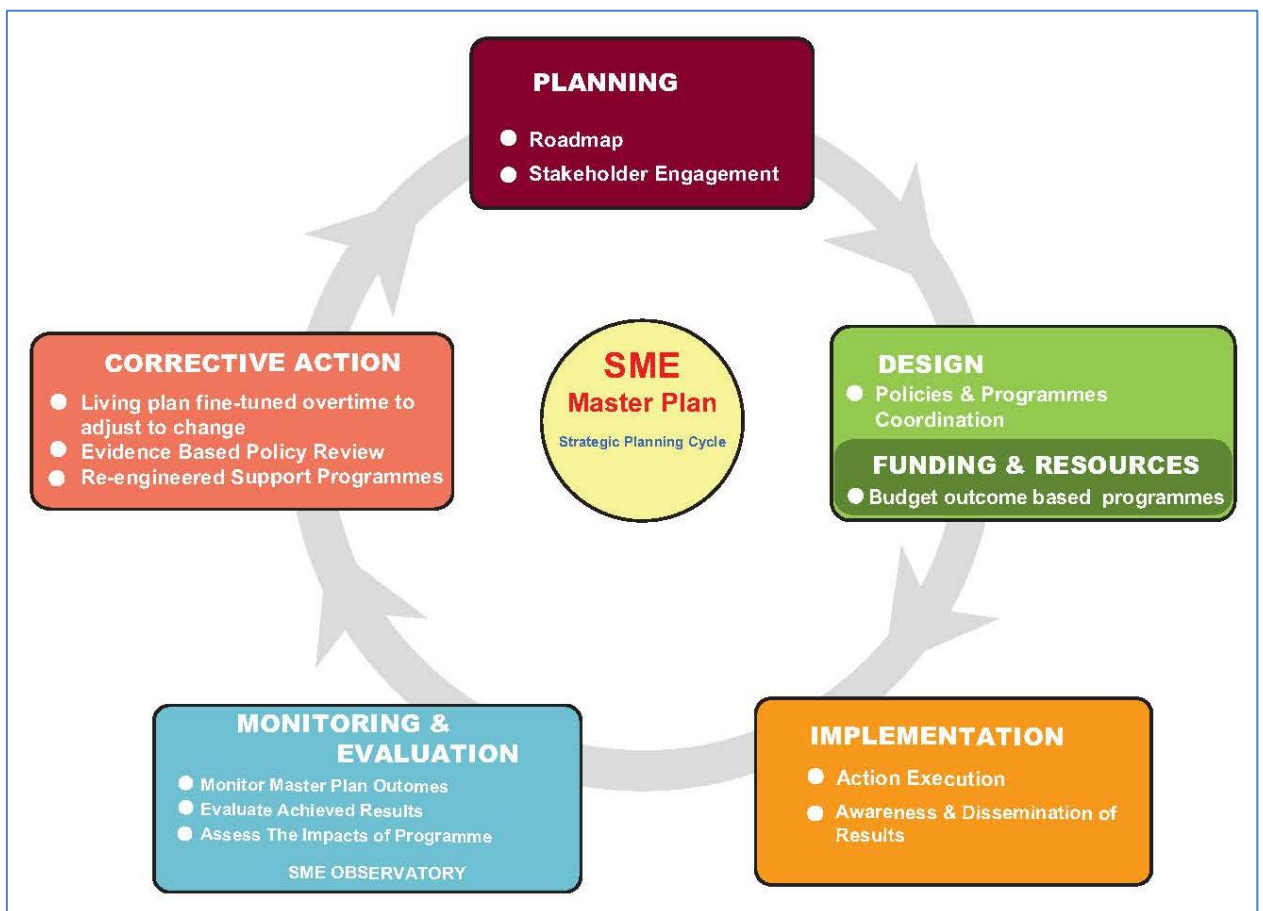 PLANNING
Roadmap
Stakeholder Engagement
SME
Master Plan
Strategic Planning Cycle
DESIGN
Policies & Programmes
Coordination
FUNDING & RESOURCES
Budget outcome based programmes
IMPLEMENTATION
Action Execution
Awareness & Dissemination of
Results
MONITORING &
EVALUATION
Monitor Master Plan Outomes
Evaluate Achieved Results
Assess The Impacts of Programme
SME OBSERVATORY
CORRECTIVE ACTION
Living plan fine-tuned overtime to
adjust to change
Evidence Based Policy Review
Re-engineered Support Programmes